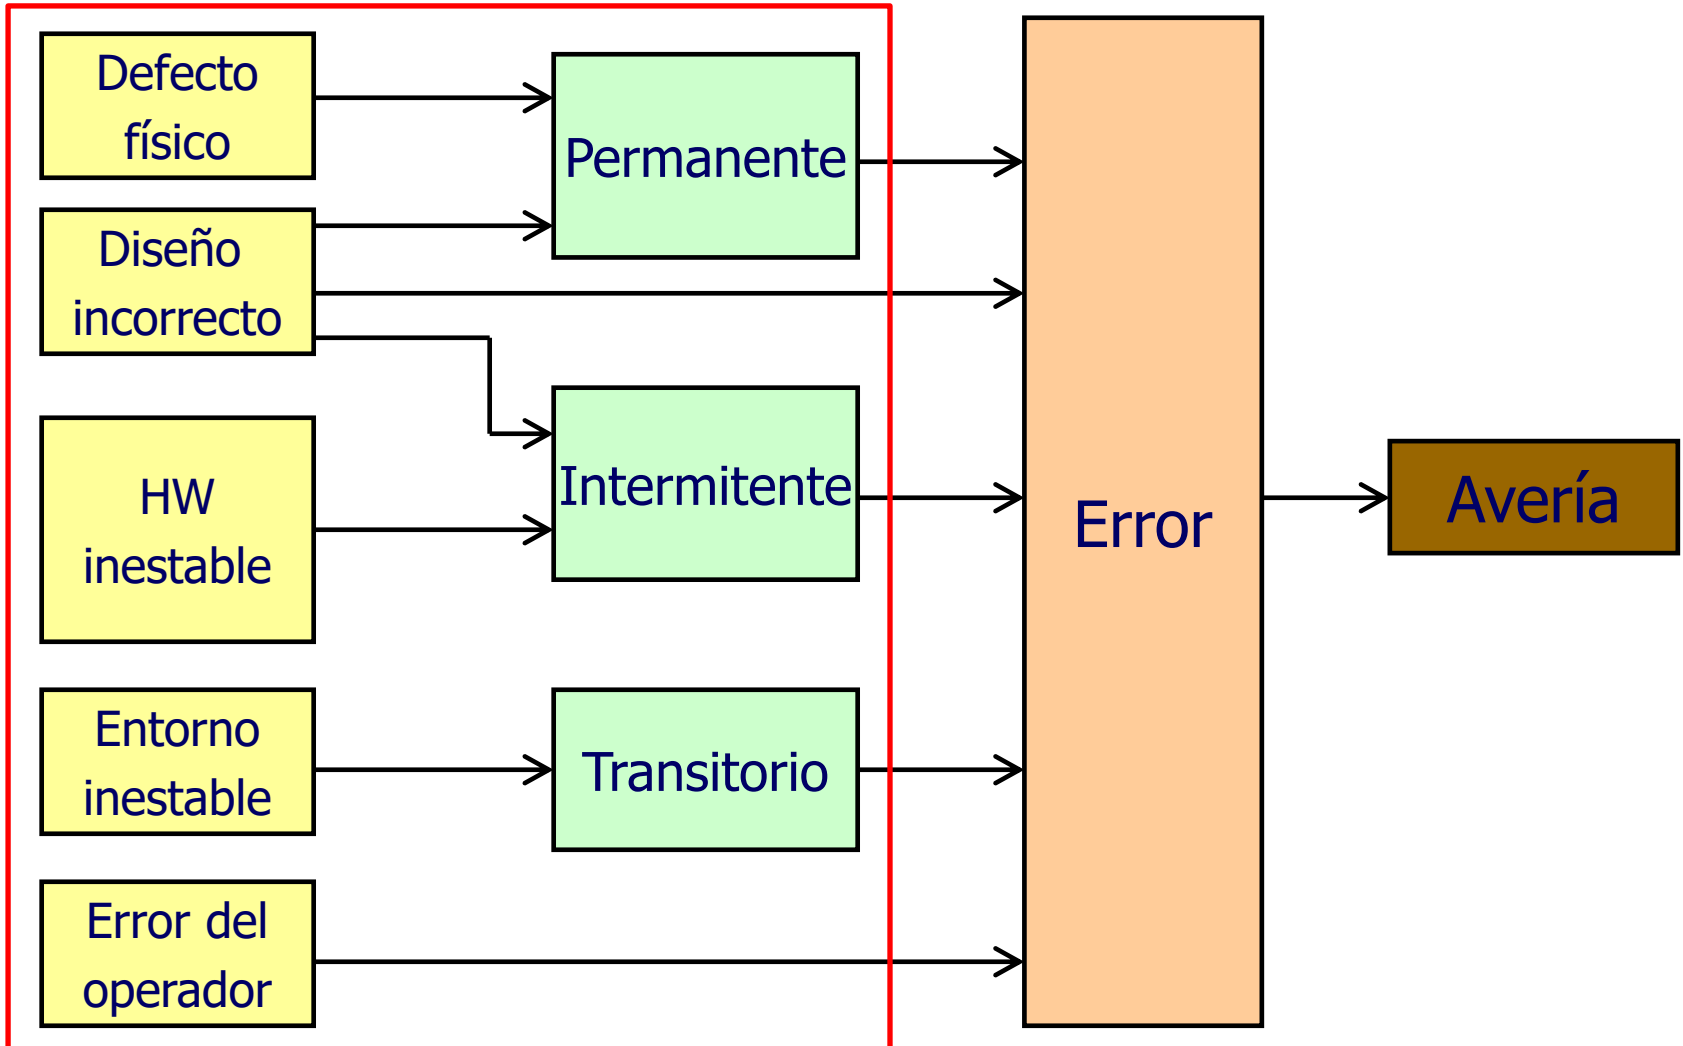 Defecto
físico
Permanente
Diseño
incorrecto
HW
inestable
Intermitente
Error
Avería
Entorno
inestable
Transitorio
Error del
operador